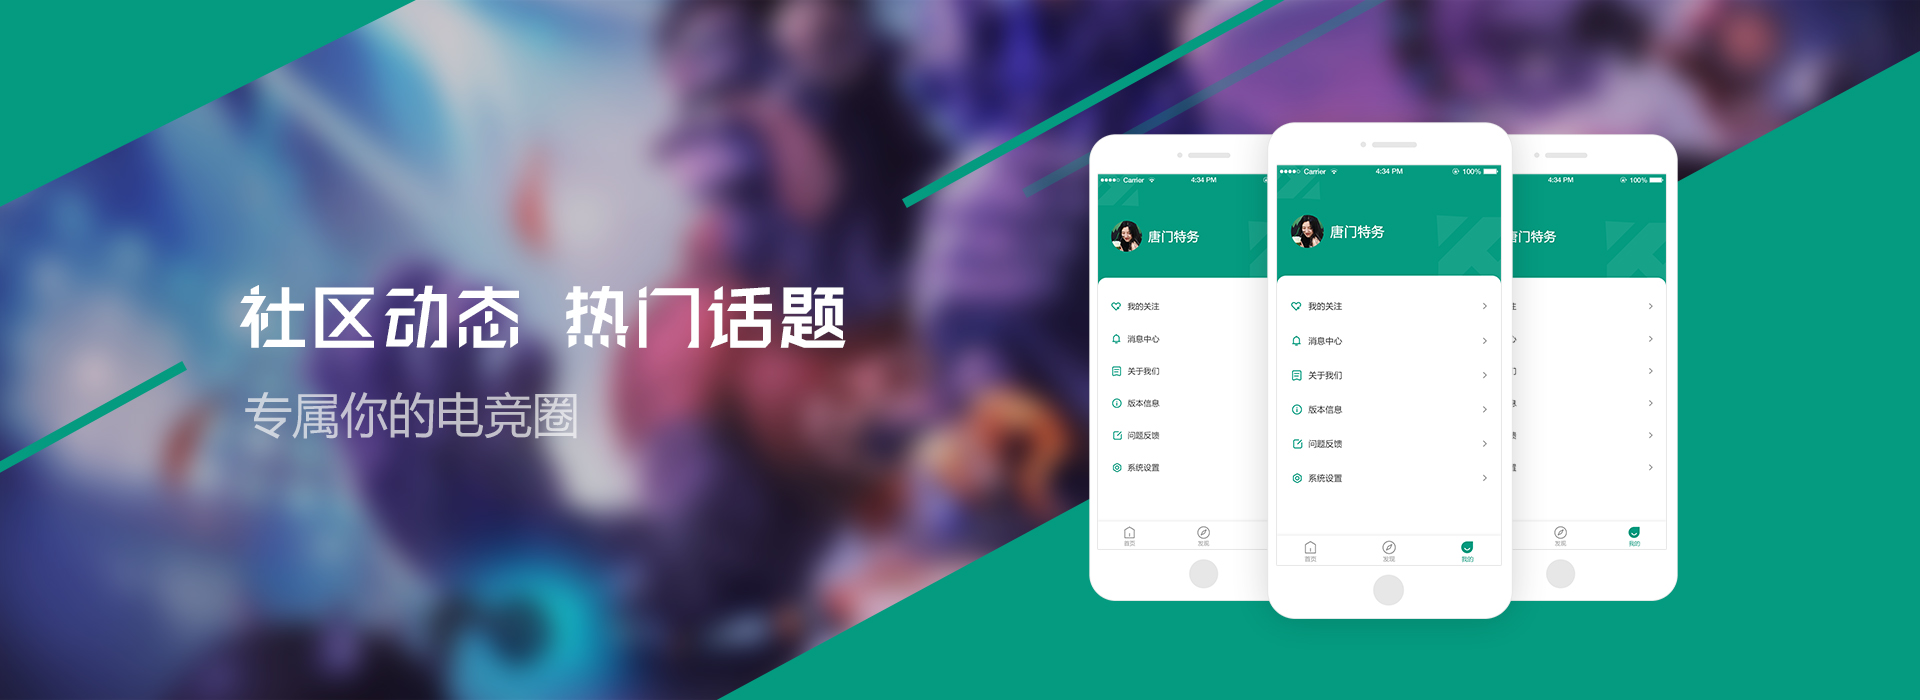 社区动态 热门话题
专属你的电竞圈
Carrier
4:34 PM
唐门特务
我的关注
消息中心
关于我们
版本信息
问题反馈
系统设置
首页
发现
Carrier
4:34 PM
100%
唐门特务
我的关注
消息中心
关于我们
版本信息
问题反馈
系统设置
首页
发现
我的
4:34 PM
100%
门特务
发现
我的